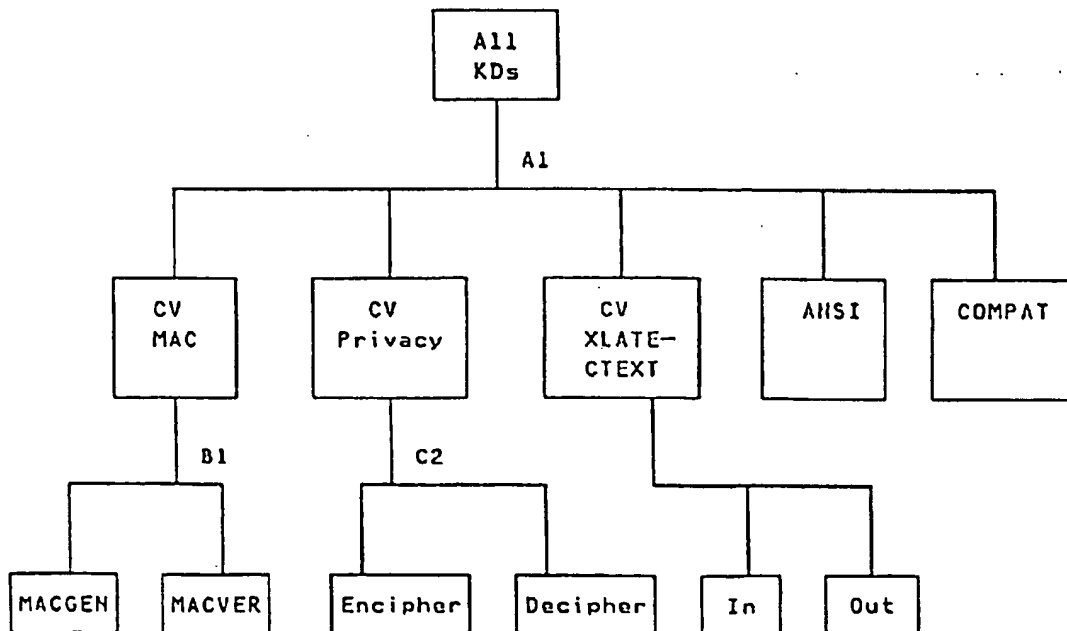 All
KDs
A1
CV
MAC
CV
Privacy
CV
XLATE-
CTEXT
ANSI
COMPAT
B1
C2
MACGEN
MACVER
Encipher
Decipher
In
Out